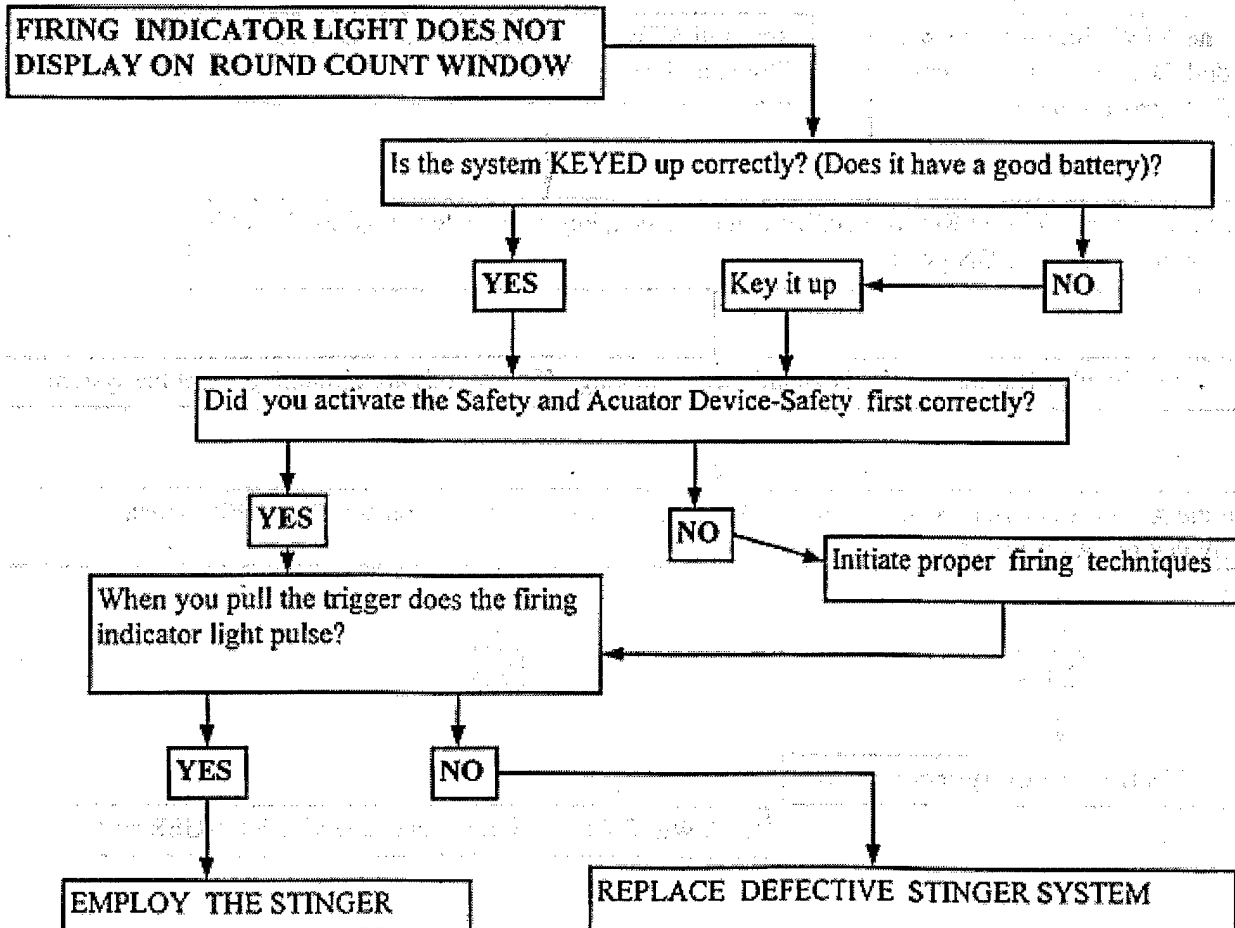 FIRING INDICATOR LIGHT DOES NOT
DISPLAY ON ROUND COUNT WINDOW
Is the system KEYED up correctly? (Does it have a good battery)?
YES
Key it up
NO
Did you activate the Safety and Acuator Device-Safety first correctly?
YES
NO
Initiate proper firing techniques
When you pull the trigger does the firing
indicator light pulse?
YES
NO
EMPLOY THE STINGER
REPLACE DEFECTIVE STINGER SYSTEM